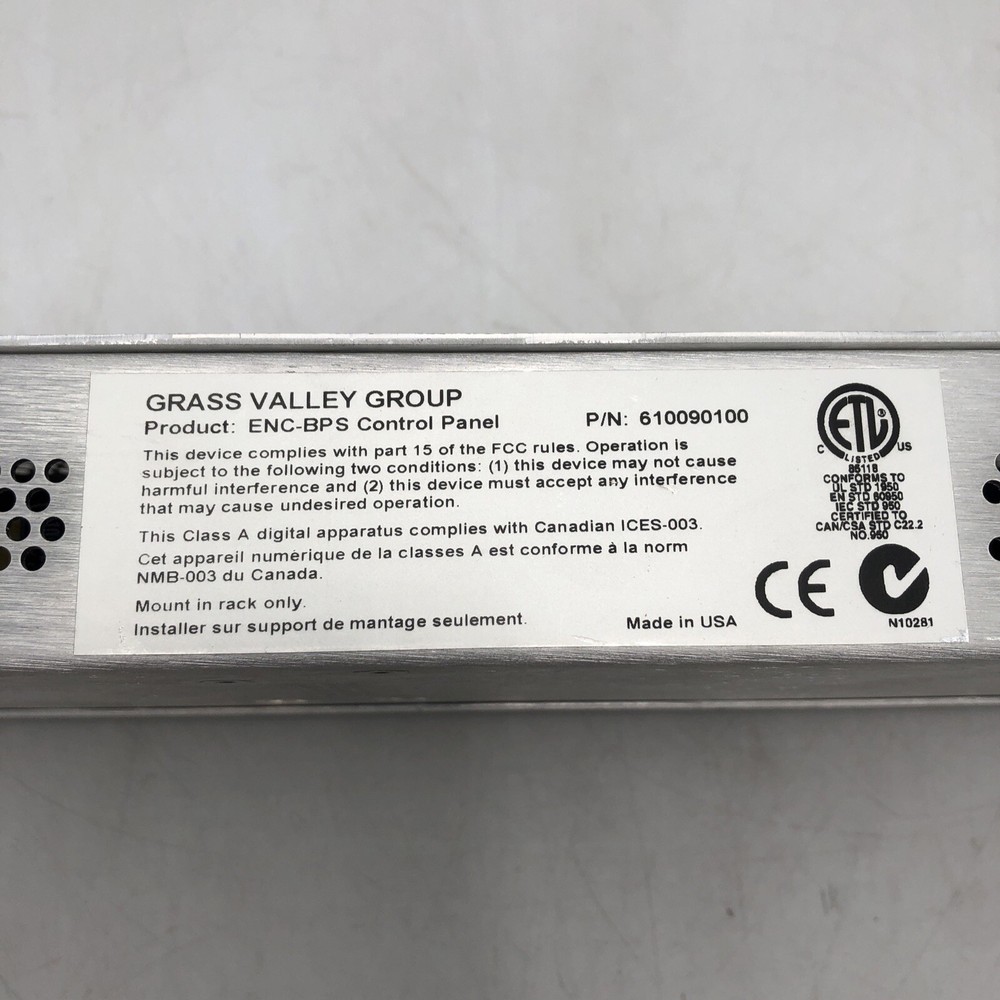 GRASS VALLEY GROUP
Product: ENC-BPS Control Panel P/N: 610090100
This device complies with part 15 of the FCC rules. Operation is
subject to the following two conditions: (1) this device may not cause
harmful interference and (2) this device must accept any interference
that may cause undesired operation.
This Class A digital apparatus complies with Canadian ICES-003.
Cet appareil numérique de la classes A est conforme à la norm
NMB-003 du Canada.
Mount in rack only.
Installer sur support de mantage seulement.
Made in USA
ETL®
C US
LISTED
85118
CONFORMS TO
UL STD 1950
EN STD 60950
IEC STD 950
CERTIFIED TO
CAN/CSA STD C22.2
NO.950
CE
N10281